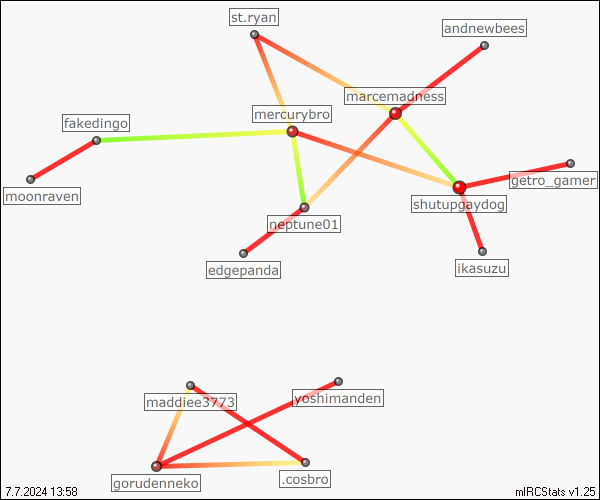 st.ryan
andnewbees
marcemadness
mercurybro
fakedingo
getro_gamer
moonraven
shutupgaydog
neptune01
edgepanda
ikasuzu
maddiee3773
yoshimanden
gorudenneko
.cosbro
7.7.2024 13:58
mIRCStats v1.25